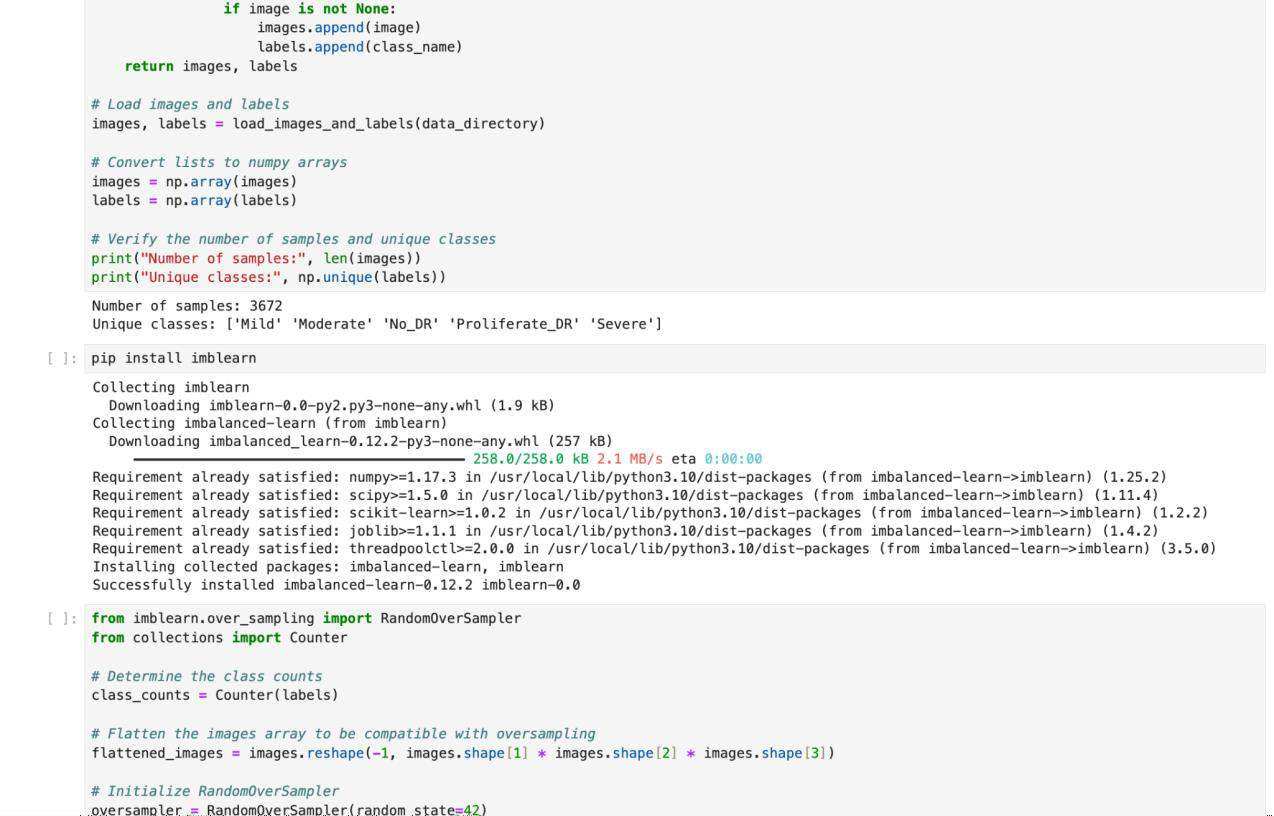 if image is not None:
images.append(image)
labels.append(class_name)
return images, labels
# Load images and labels
images, labels = load_images_and_labels(data_directory)
# Convert lists to numpy arrays
images = np.array(images)
labels = np.array(labels)
# Verify the number of samples and unique classes
print("Number of samples:", len(images))
print("Unique classes:", np.unique(labels))
Number of samples: 3672
Unique classes: ['Mild' 'Moderate' 'No_DR' 'Proliferate_DR' 'Severe']
[ ]: pip install imblearn
Collecting imblearn
Downloading imblearn-0.0-py2.py3-none-any.whl (1.9 kB)
Collecting imbalanced-learn (from imblearn)
Downloading imbalanced_learn-0.12.2-py3-none-any.whl (257 kB)
258.0/258.0 kB 2.1 MB/s eta 0:00:00
Requirement already satisfied: numpy>=1.17.3 in /usr/local/lib/python3.10/dist-packages (from imbalanced-learn->imblearn) (1.25.2)
Requirement already satisfied: scipy>=1.5.0 in /usr/local/lib/python3.10/dist-packages (from imbalanced-learn->imblearn) (1.11.4)
Requirement already satisfied: scikit-learn>=1.0.2 in /usr/local/lib/python3.10/dist-packages (from imbalanced-learn->imblearn) (1.2.2)
Requirement already satisfied: joblib>=1.1.1 in /usr/local/lib/python3.10/dist-packages (from imbalanced-learn->imblearn) (1.4.2)
Requirement already satisfied: threadpoolctl>=2.0.0 in /usr/local/lib/python3.10/dist-packages (from imbalanced-learn->imblearn) (3.5.0)
Installing collected packages: imbalanced-learn, imblearn
Successfully installed imbalanced-learn-0.12.2 imblearn-0.0
[ ]: from imblearn.over_sampling import RandomOverSampler
from collections import Counter
# Determine the class counts
class_counts = Counter(labels)
# Flatten the images array to be compatible with oversampling
flattened_images = images.reshape(-1, images.shape[1] * images.shape[2] * images.shape[3])
# Initialize RandomOverSampler
oversampler = RandomOverSampler(random_state=42)